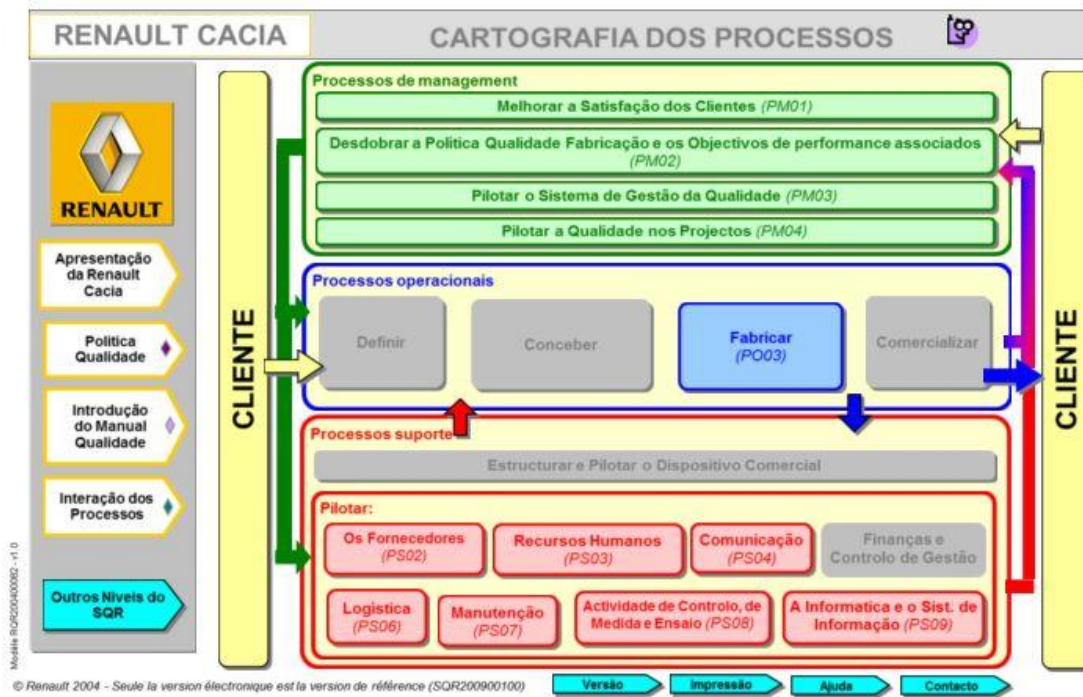 RENAULT CACIA
CARTOGRAFIA DOS PROCESSOS
RENAULT
Apresentação
da Renault
Cacia
Politica
Qualidade
Introdução
do Manual
Qualidade
Interação dos
Processos
Outros Niveis do
SQR
Modèle RQR200400082 - v1.0
CLIENTE
Processos de management
Melhorar a Satisfação dos Clientes (PM01)
Desdobrar a Politica Qualidade Fabricação e os Objectivos de performance associados
(PM02)
Pilotar o Sistema de Gestão da Qualidade (PM03)
Pilotar a Qualidade nos Projectos (PM04)
Processos operacionais
Definir
Conceber
Fabricar
(PO03)
Comercializar
Processos suporte
Estructurar e Pilotar o Dispositivo Comercial
Pilotar:
Os Fornecedores
(PS02)
Recursos Humanos
(PS03)
Comunicação
(PS04)
Finanças e
Controlo de Gestão
Logistica
(PS06)
Manutenção
(PS07)
Actividade de Controlo, de
Medida e Ensaio (PS08)
A Informatica e o Sist. de
Informação (PS09)
CLIENTE
© Renault 2004 - Seule la version électronique est la version de référence (SQR200900100)
Versão
Impressão
Ajuda
Contacto